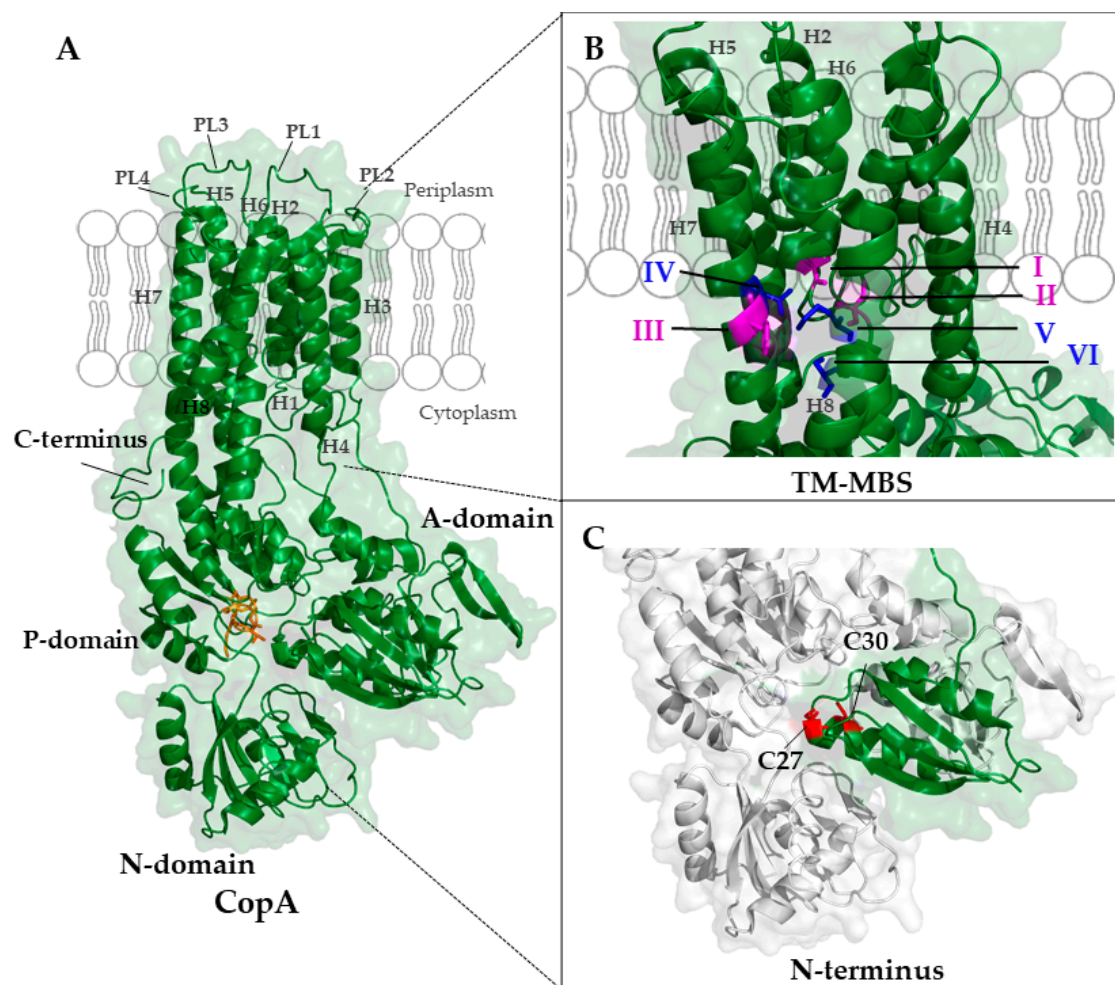 A
PL3
PL1
PL4
PL2
H5
H6
H2
Periplasm
H7
H3
Cytoplasm
H1
H8
C-terminus
H4
A-domain
P-domain
N-domain
CopA
B
H5
H2
H6
H7
H4
IV
I
II
III
V
VI
H8
TM-MBS
C
C30
C27
N-terminus